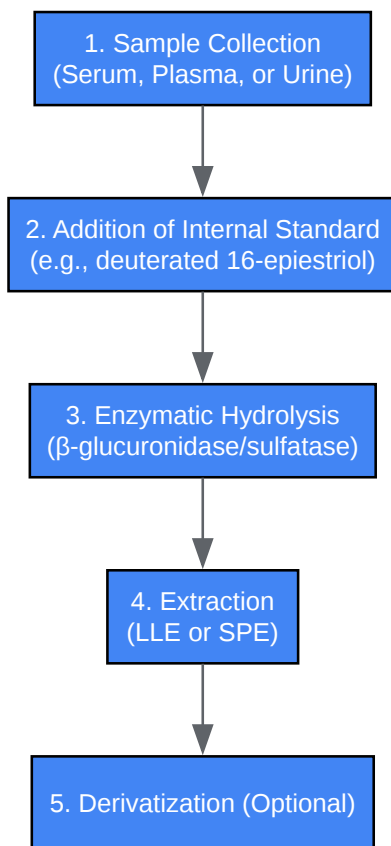 1. Sample Collection
(Serum, Plasma, or Urine)
2. Addition of Internal Standard
(e.g., deuterated 16-epiestriol)
3. Enzymatic Hydrolysis
(β-glucuronidase/sulfatase)
4. Extraction
(LLE or SPE)
5. Derivatization (Optional)